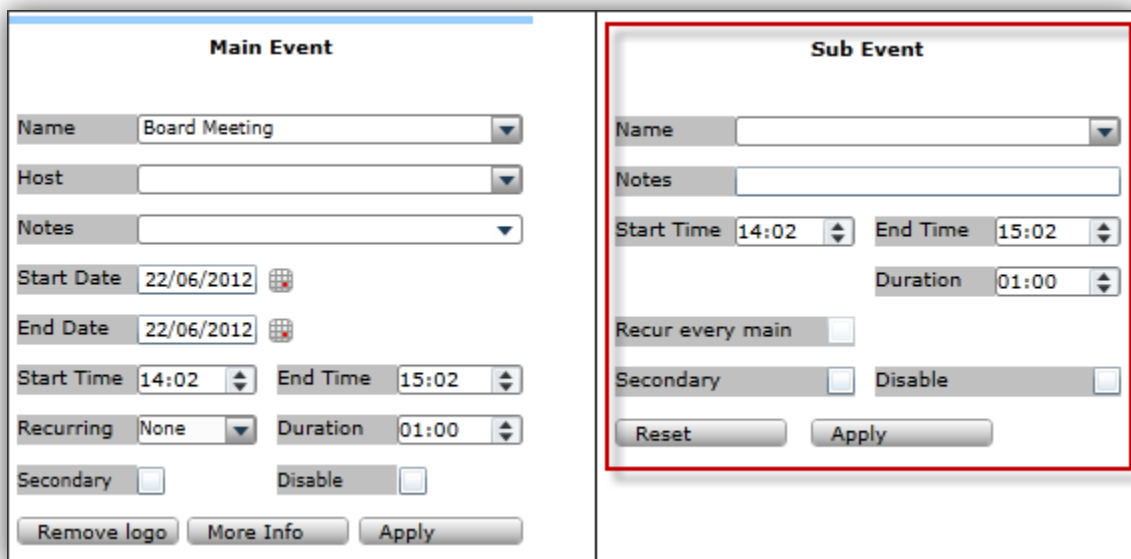 Main Event
Name Board Meeting
Host
Notes
Start Date 22/06/2012
End Date 22/06/2012
Start Time 14:02 End Time 15:02
Recurring None Duration 01:00
Secondary Disable
Remove logo More Info Apply
Sub Event
Name
Notes
Start Time 14:02 End Time 15:02
Duration 01:00
Recur every main
Secondary Disable
Reset Apply